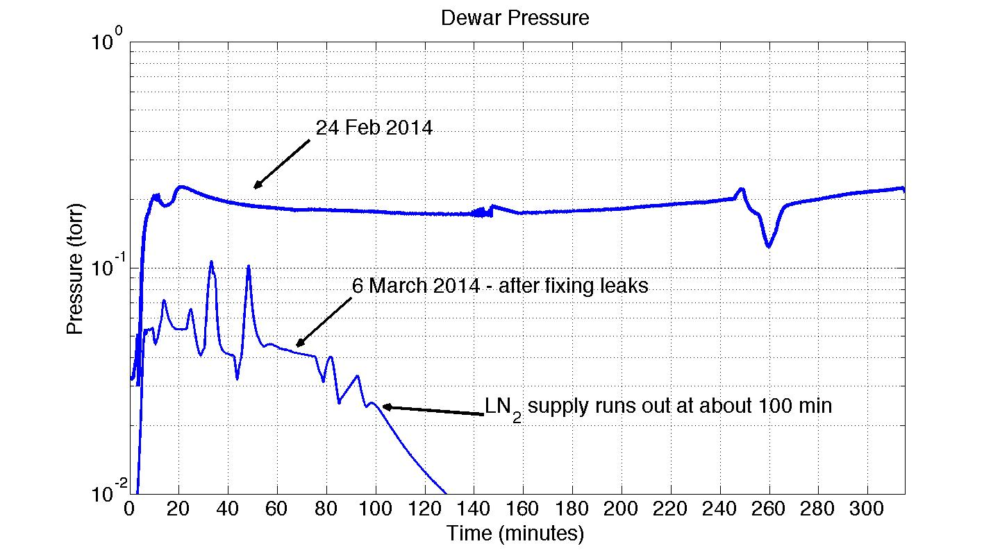 Dewar Pressure
10^0
24 Feb 2014
10^-1
6 March 2014 - after fixing leaks
LN_2 supply runs out at about 100 min
10^-2
Pressure (torr)
0 20 40 60 80 100 120 140 160 180 200 220 240 260 280 300
Time (minutes)